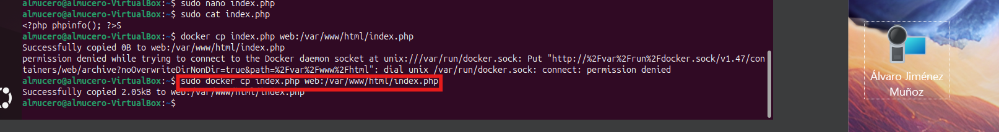 almucero@almucero-VirtualBox:~$ sudo nano index.php
almucero@almucero-VirtualBox:~$ sudo cat index.php
<?php phpinfo(); ?>S
almucero@almucero-VirtualBox:~$ docker cp index.php web:/var/www/html/index.php
Successfully copied 0B to web:/var/www/html/index.php
permission denied while trying to connect to the Docker daemon socket at unix:///var/run/docker.sock: Put "http://%2Fvar%2Frun%2Fdocker.sock/v1.47/con
tainers/web/archive?noOverwriteDirNonDir=true&path=%2Fvar%2Fwww%2Fhtml": dial unix /var/run/docker.sock: connect: permission denied
almucero@almucero-VirtualBox:~$ sudo docker cp index.php web:/var/www/html/index.php
Successfully copied 2.05kB to web:/var/www/html/index.php
almucero@almucero-VirtualBox:~$
Álvaro Jiménez
Muñoz